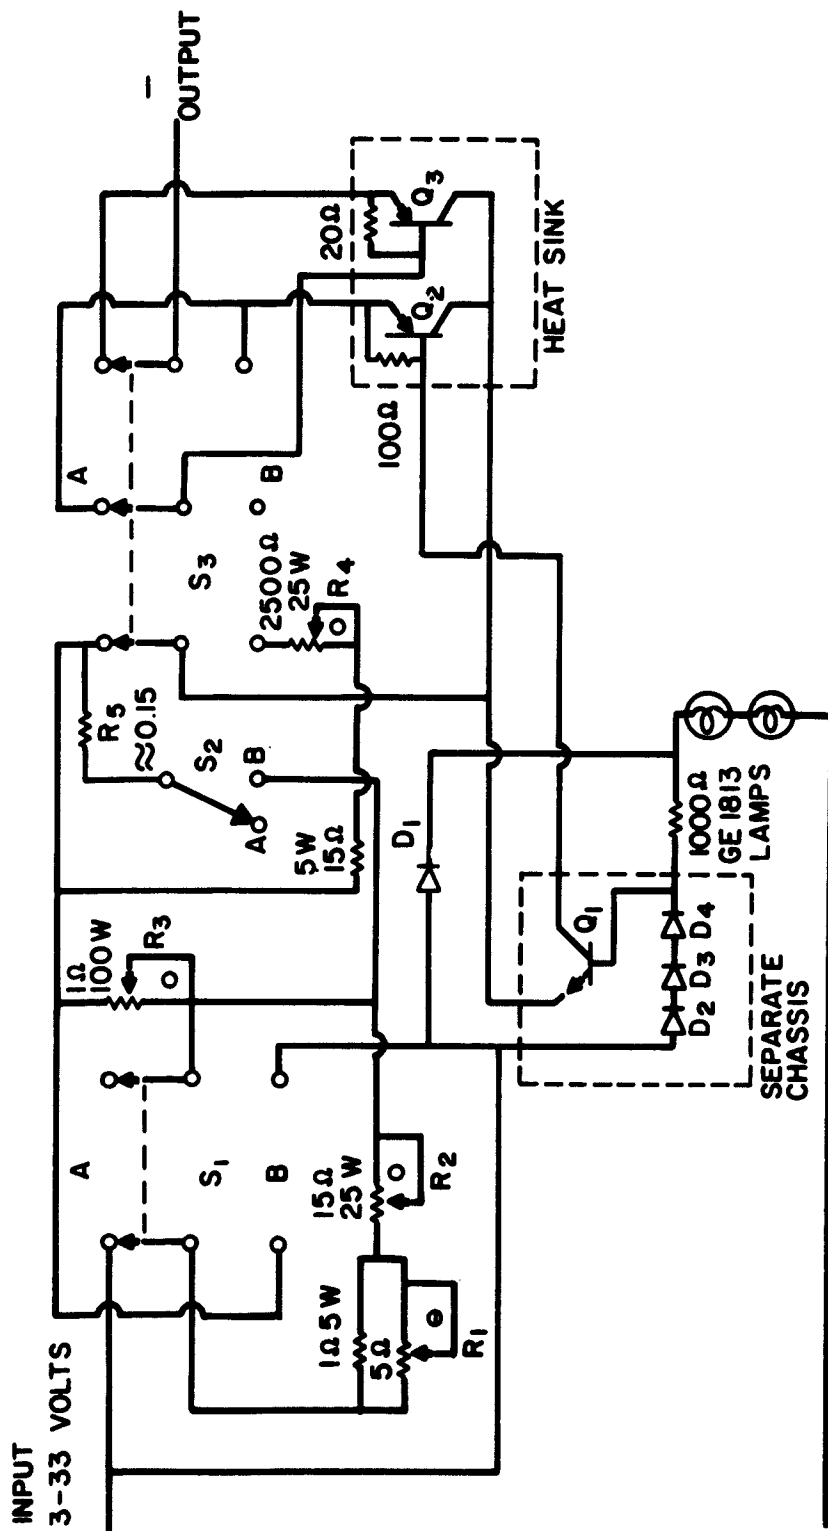 INPUT
3-33 VOLTS
A
S1
B
1Ω 5W
5Ω
R1
15Ω
25W
R2
1Ω
100W
R3
5W
15Ω
R5
≈0.15
S2
A
B
D1
S3
A
B
2500Ω
25W
R4
— OUTPUT
20Ω
Q3
100Ω
Q2
HEAT SINK
Q1
D2 D3 D4
SEPARATE
CHASSIS
1000Ω
GE 1813
LAMPS